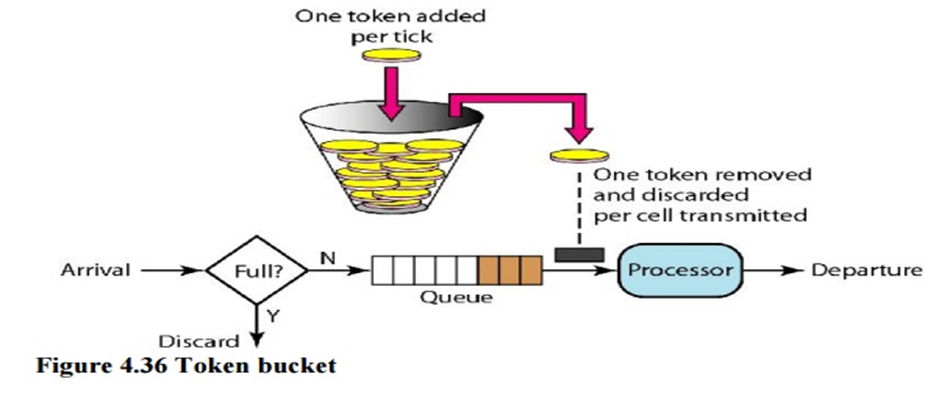 One token added
per tick
One token removed
and discarded
per cell transmitted
Arrival
Full?
N
Queue
Processor
Departure
Y
Discard
Figure 4.36 Token bucket